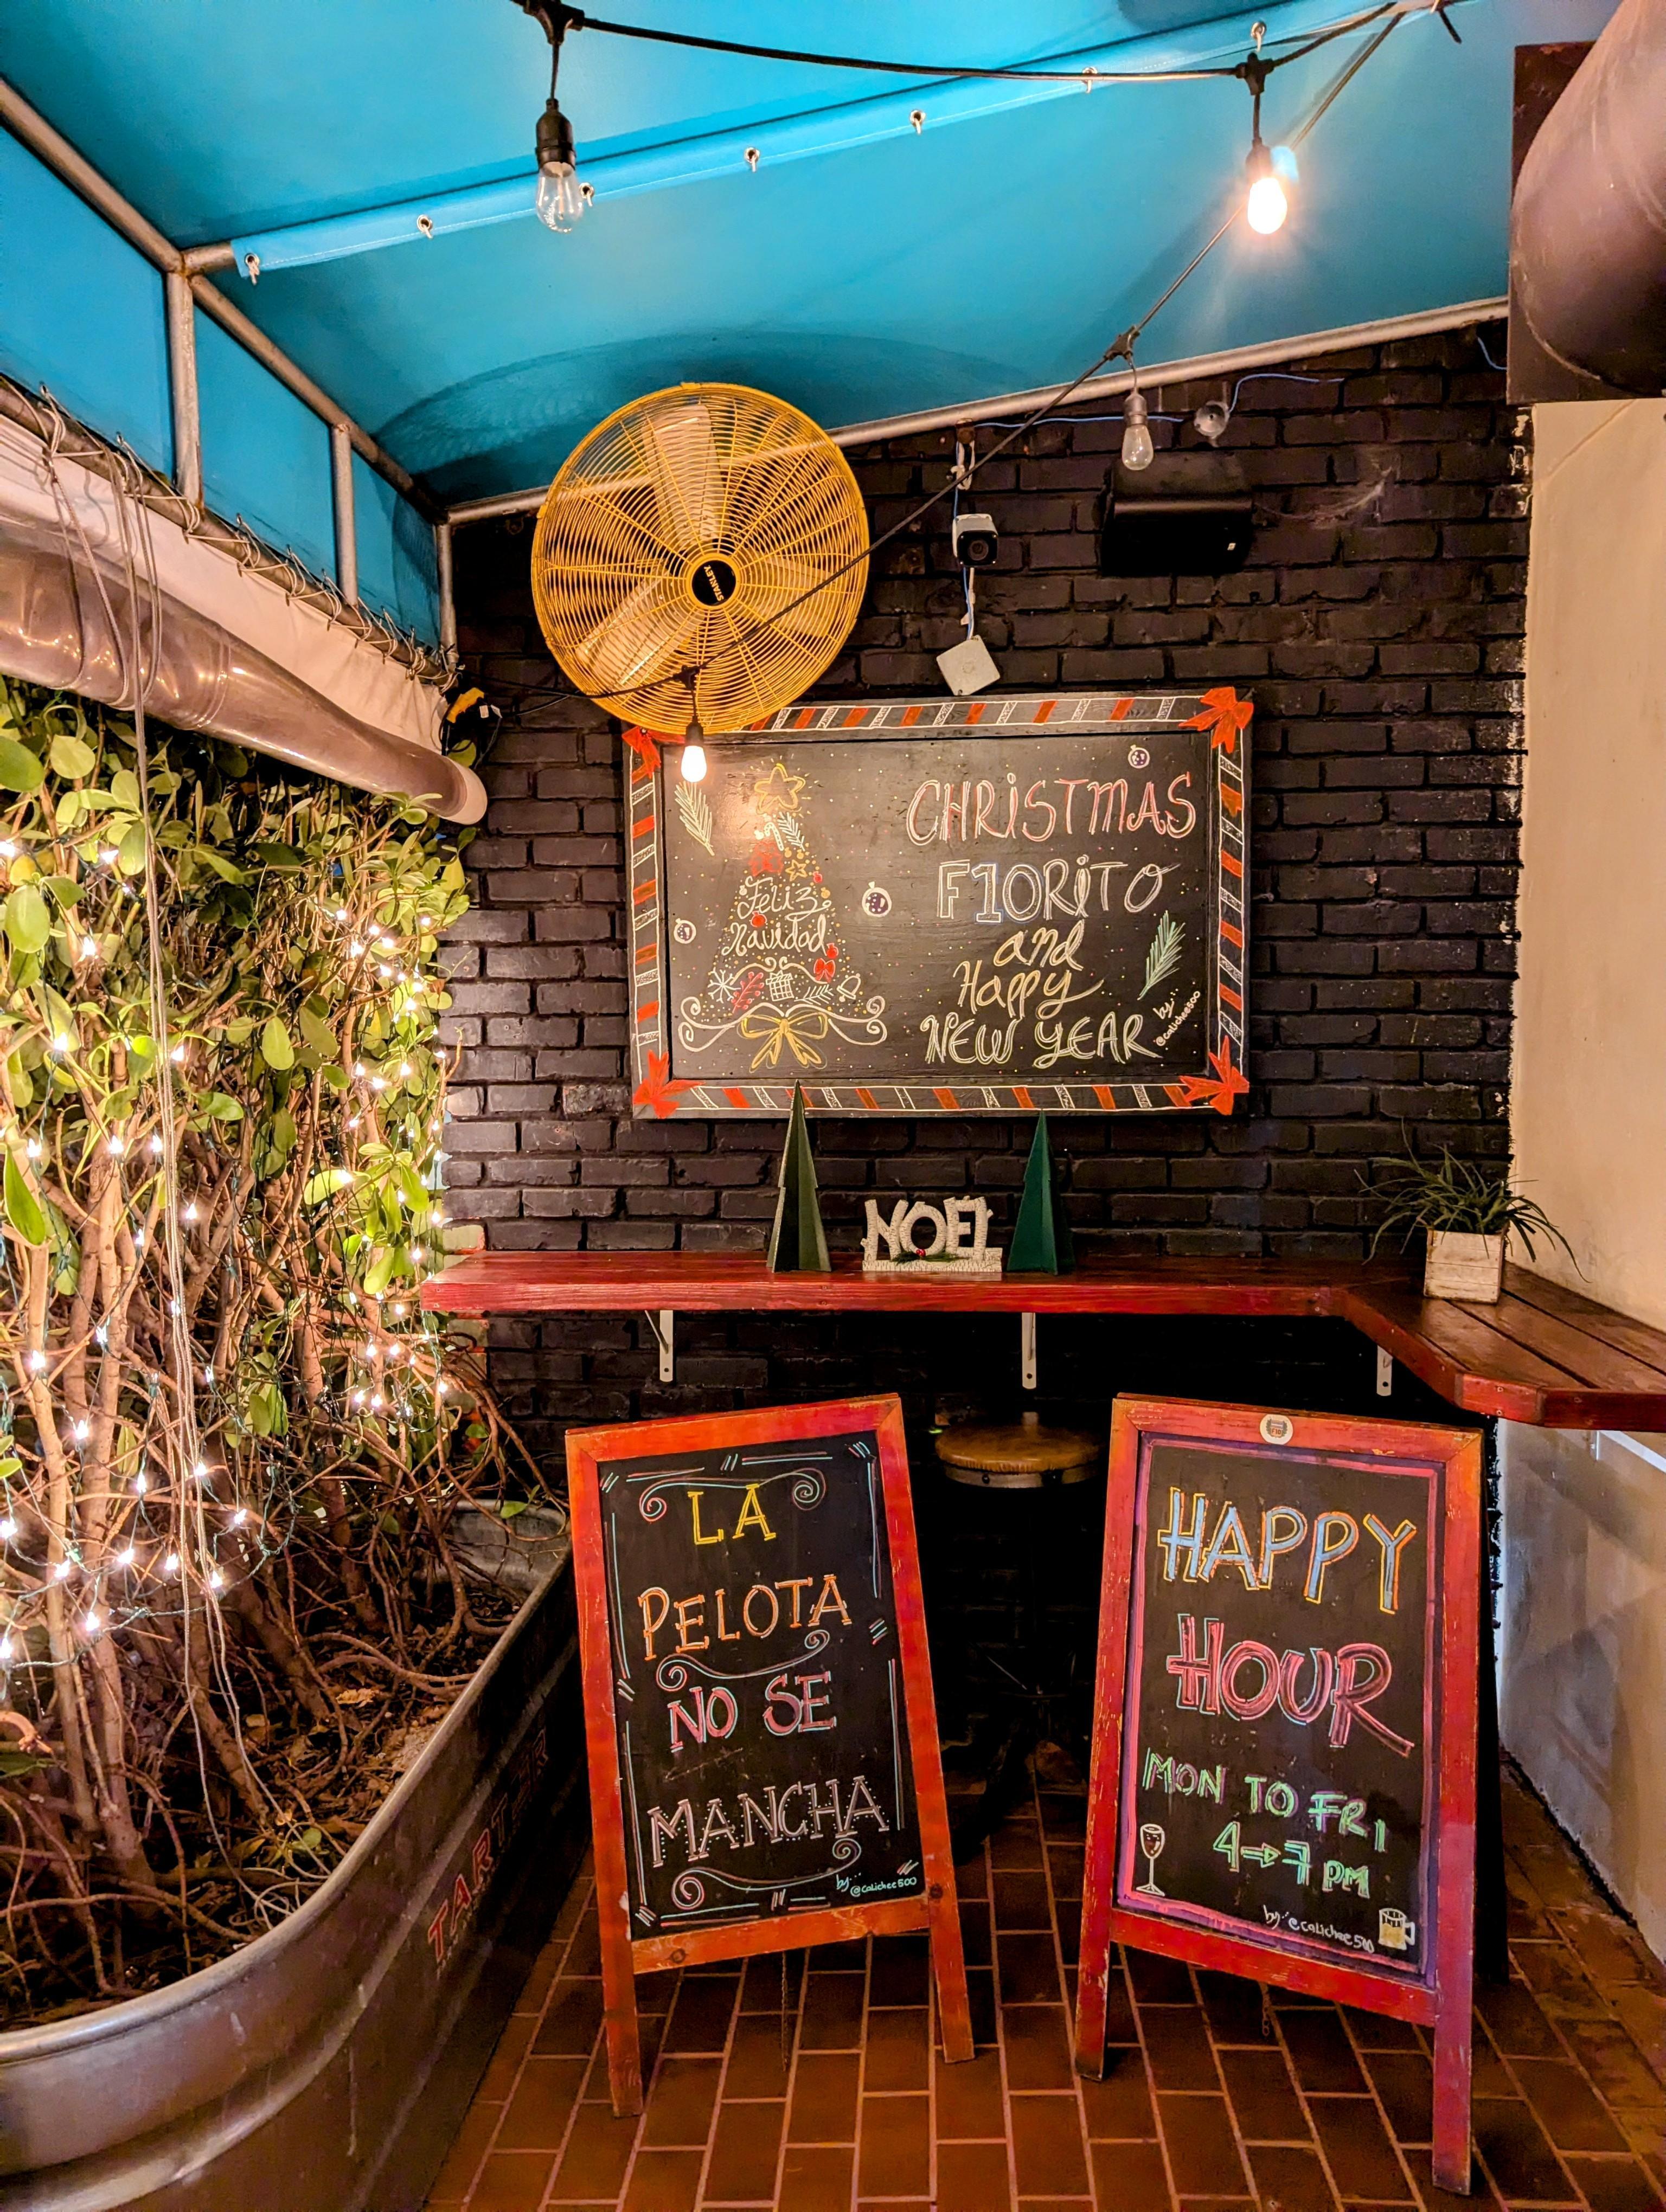 STANLEY
Feliz
Navidad
CHRISTMAS
F1ORITO
and
Happy
NEW YEAR
by:
@calichee500
NOEL
LA
PELOTA
NO SE
MANCHA
by:
@calichee500
HAPPY
HOUR
MON TO FRI
4→7 PM
by: @calichee500
TARTER